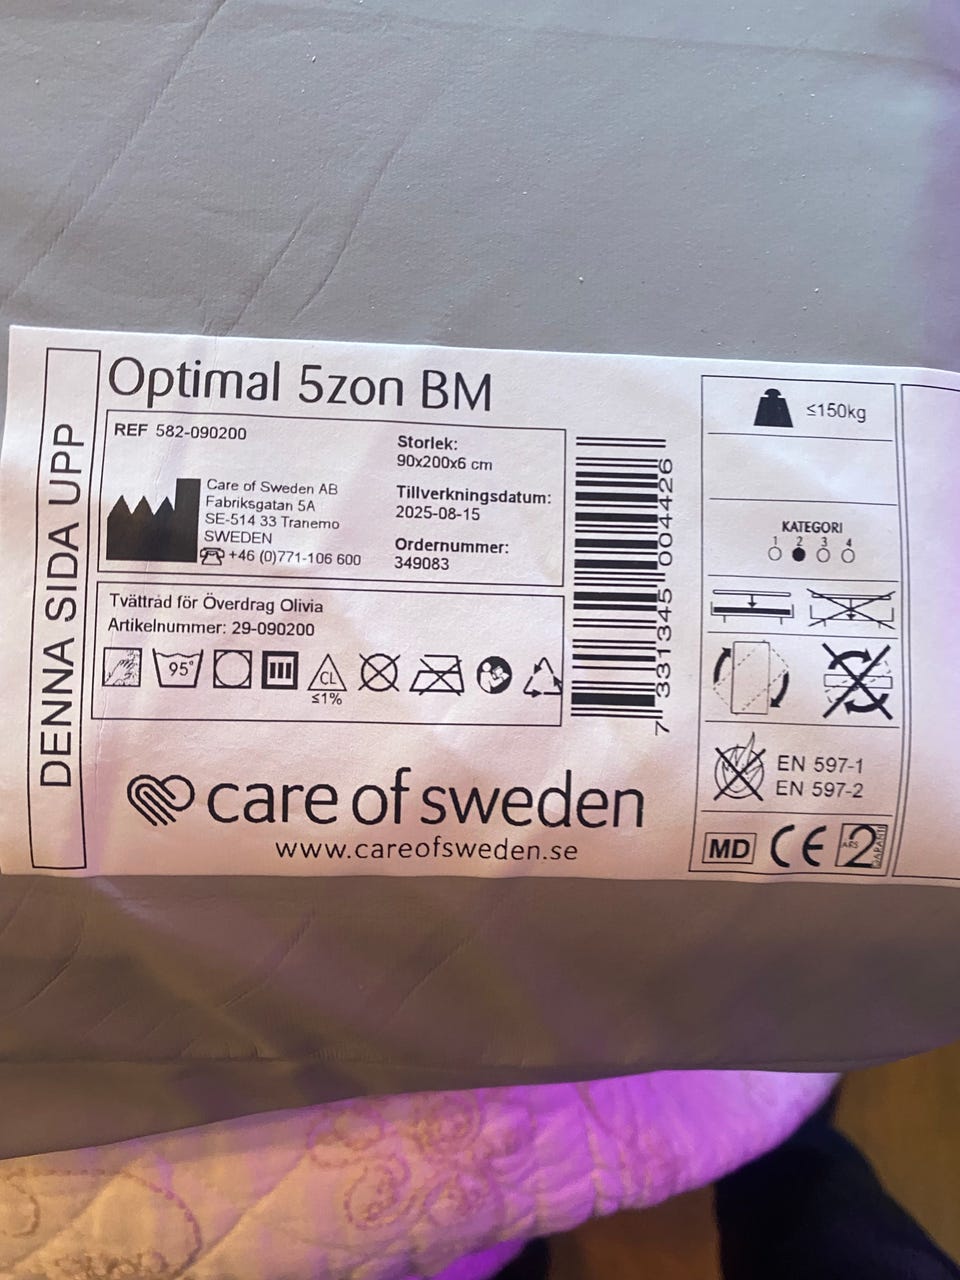 DENNA SIDA UPP
Optimal 5zon BM
REF 582-090200
Care of Sweden AB
Fabriksgatan 5A
SE-514 33 Tranemo
SWEDEN
+46 (0)771-106 600
Storlek:
90x200x6 cm
Tillverkningsdatum:
2025-08-15
Ordernummer:
349083
Tvättråd för Överdrag Olivia
Artikelnummer: 29-090200
95°
CL
≤1%
7 331345 004426
care of sweden
www.careofsweden.se
≤150kg
KATEGORI
1 2 3 4
EN 597-1
EN 597-2
MD CE 2 ÅRS GARANTI